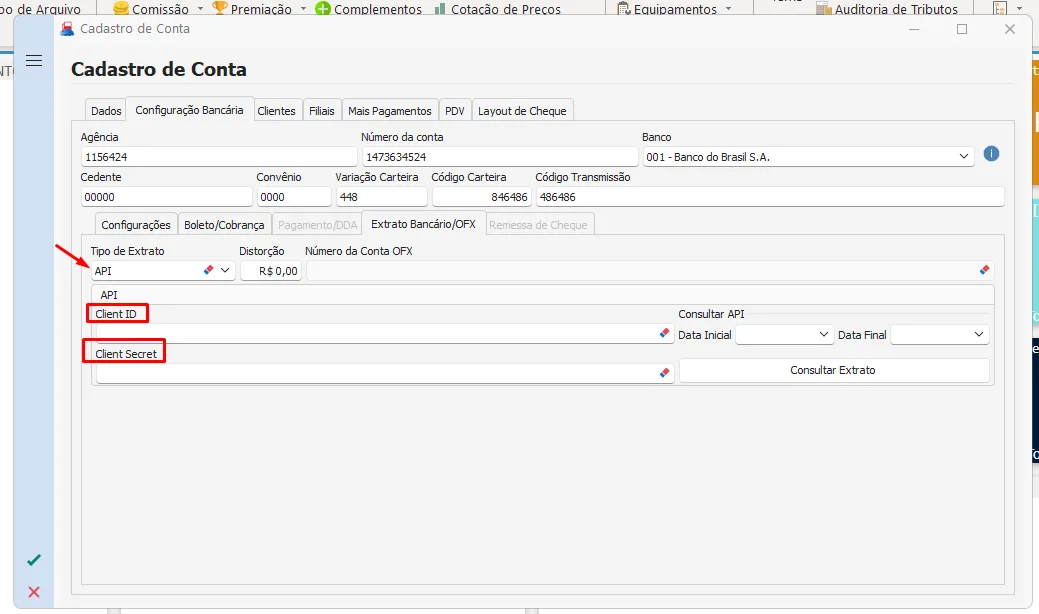 po de Arquivo Comissão Premiação Complementos Cotação de Preços Equipamentos Auditoria de Tributos
Cadastro de Conta
Cadastro de Conta
Dados Configuração Bancária Clientes Filiais Mais Pagamentos PDV Layout de Cheque
Agência Número da conta Banco
1156424 1473634524 001 - Banco do Brasil S.A.
Cedente Convênio Variação Carteira Código Carteira Código Transmissão
00000 0000 448 846486 486486
Configurações Boleto/Cobrança Pagamento/DDA Extrato Bancário/OFX Remessa de Cheque
Tipo de Extrato Distorção Número da Conta OFX
API R$ 0,00
API
Client ID Consultar API
Data Inicial Data Final
Client Secret
Consultar Extrato